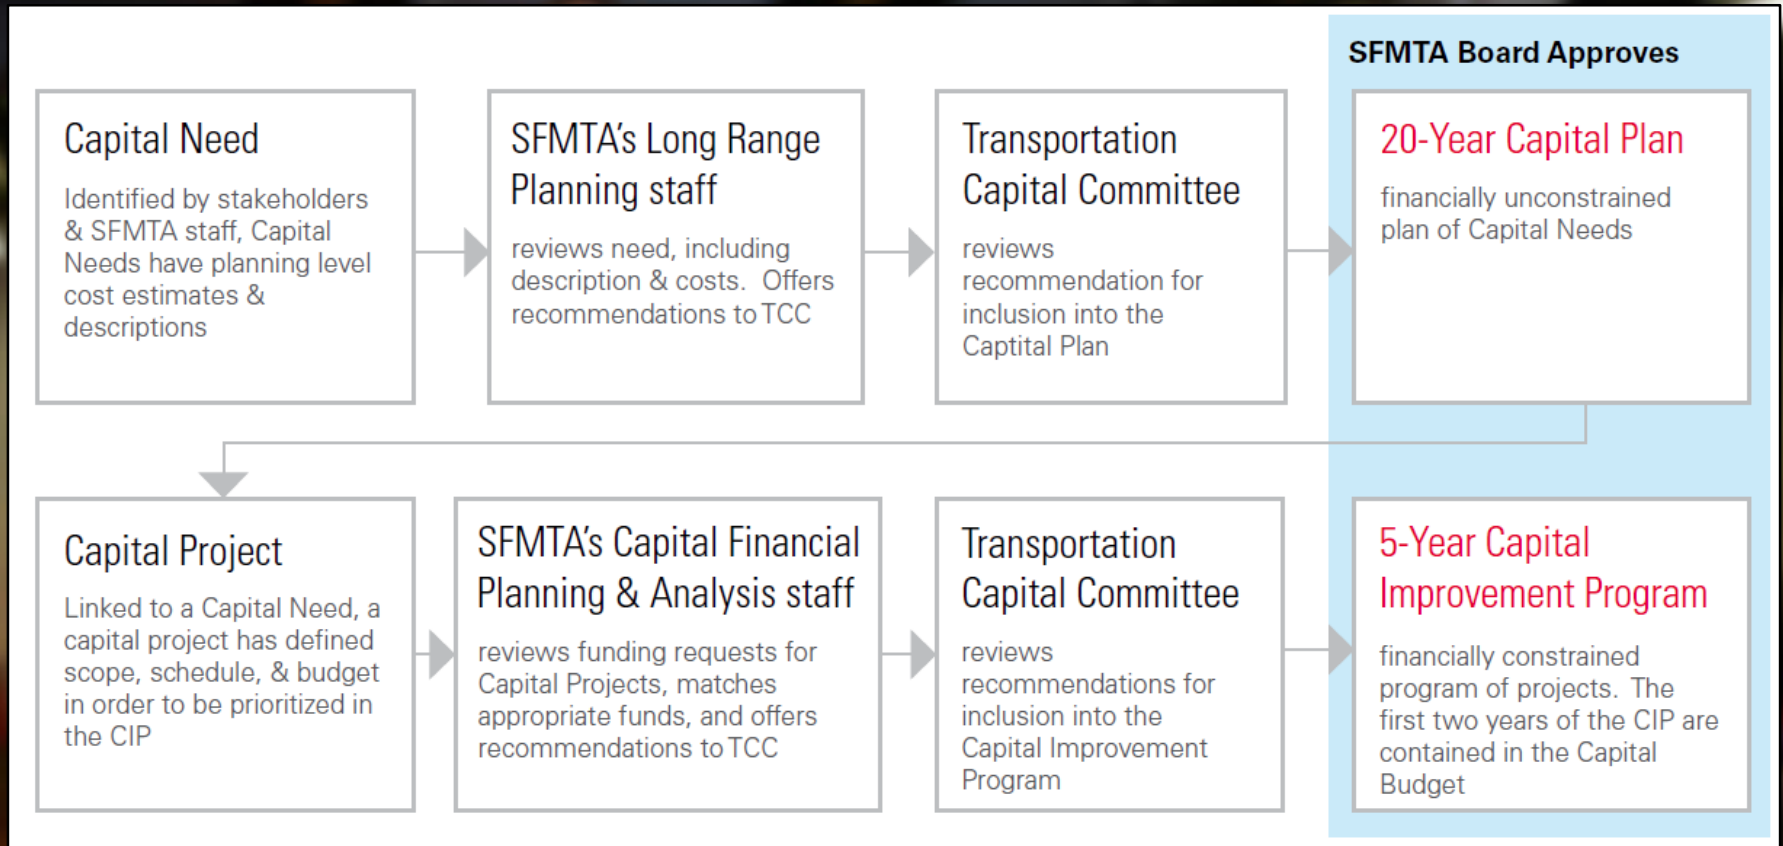 SFMTA Board Approves
Capital Need
Identified by stakeholders
& SFMTA staff, Capital
Needs have planning level
cost estimates &
descriptions
SFMTA's Long Range
Planning staff
reviews need, including
description & costs. Offers
recommendations to TCC
Transportation
Capital Committee
reviews
recommendation for
inclusion into the
Captital Plan
20-Year Capital Plan
financially unconstrained
plan of Capital Needs
Capital Project
Linked to a Capital Need, a
capital project has defined
scope, schedule, & budget
in order to be prioritized in
the CIP
SFMTA's Capital Financial
Planning & Analysis staff
reviews funding requests for
Capital Projects, matches
appropriate funds, and offers
recommendations to TCC
Transportation
Capital Committee
reviews
recommendations for
inclusion into the
Capital Improvement
Program
5-Year Capital
Improvement Program
financially constrained
program of projects. The
first two years of the CIP are
contained in the Capital
Budget